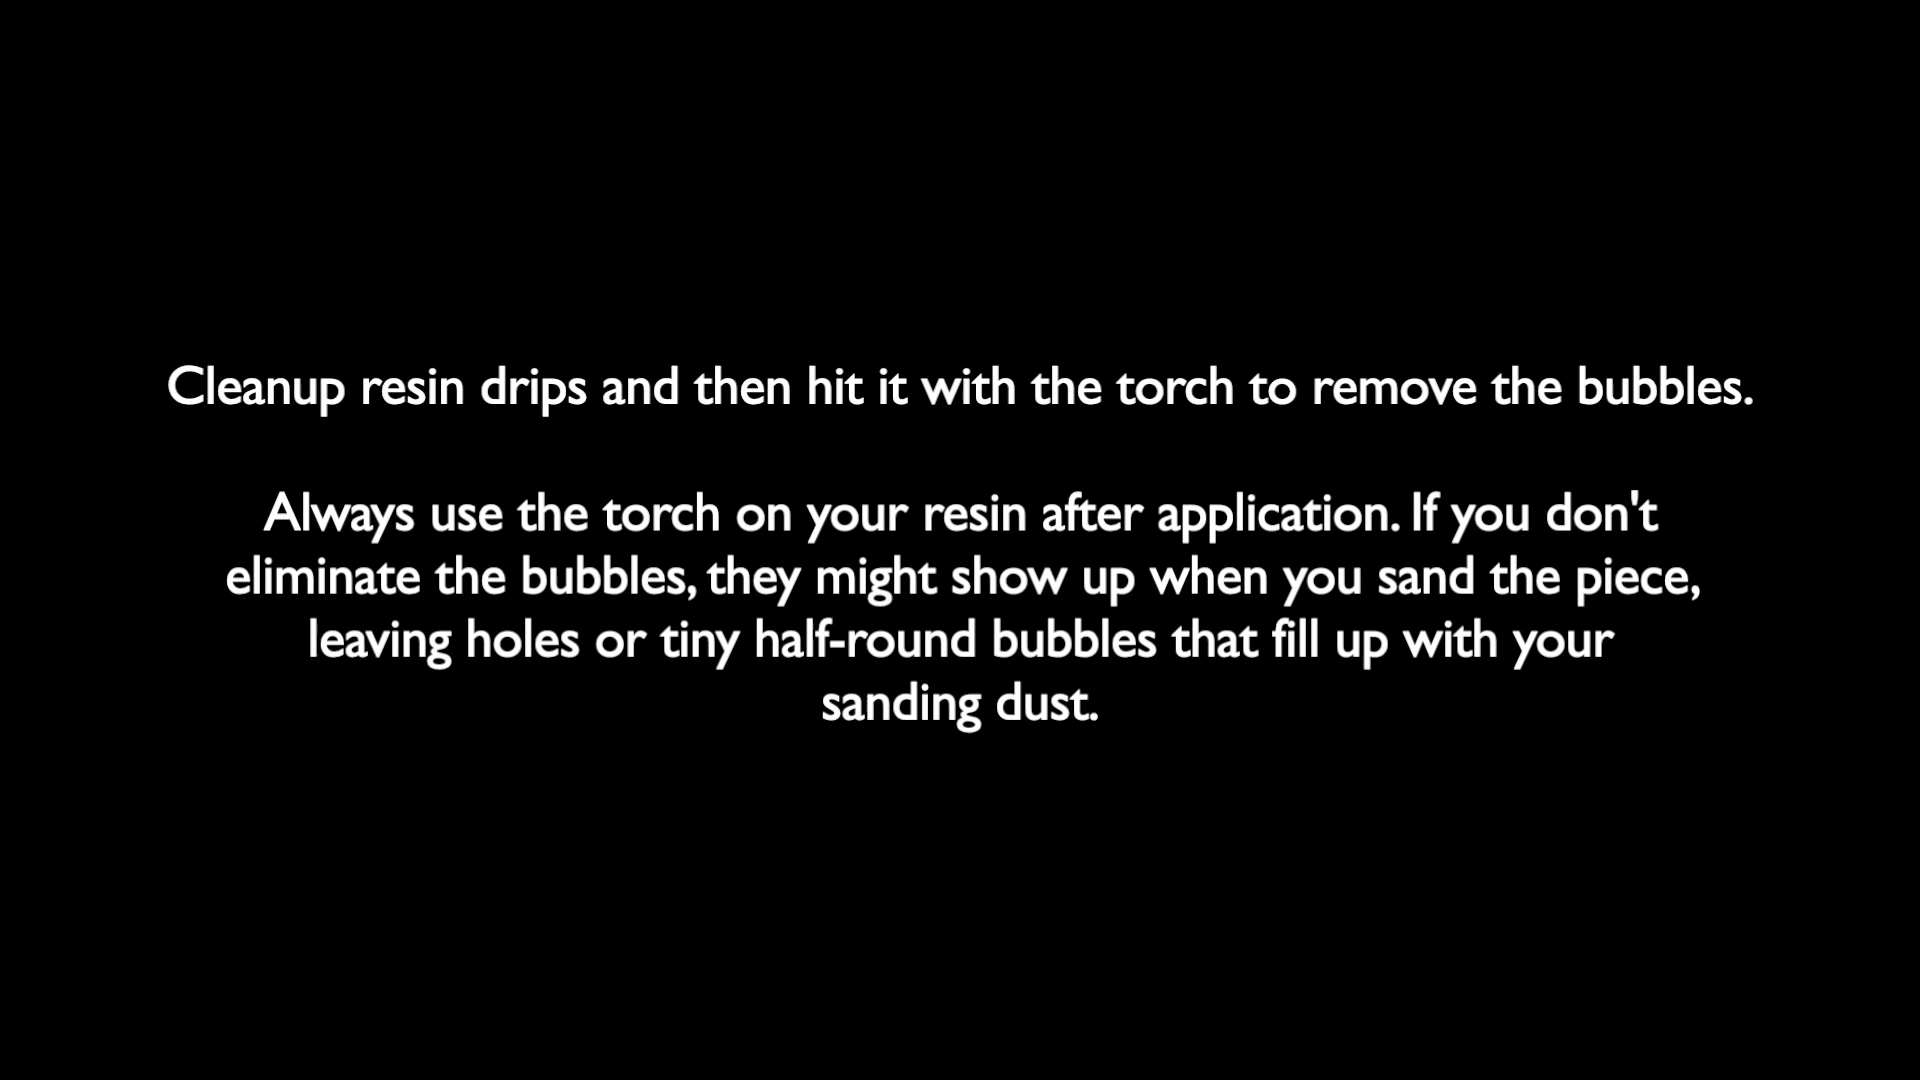 Cleanup resin drips and then hit it with the torch to remove the bubbles.
Always use the torch on your resin after application. If you don't
eliminate the bubbles, they might show up when you sand the piece,
leaving holes or tiny half-round bubbles that fill up with your
sanding dust.